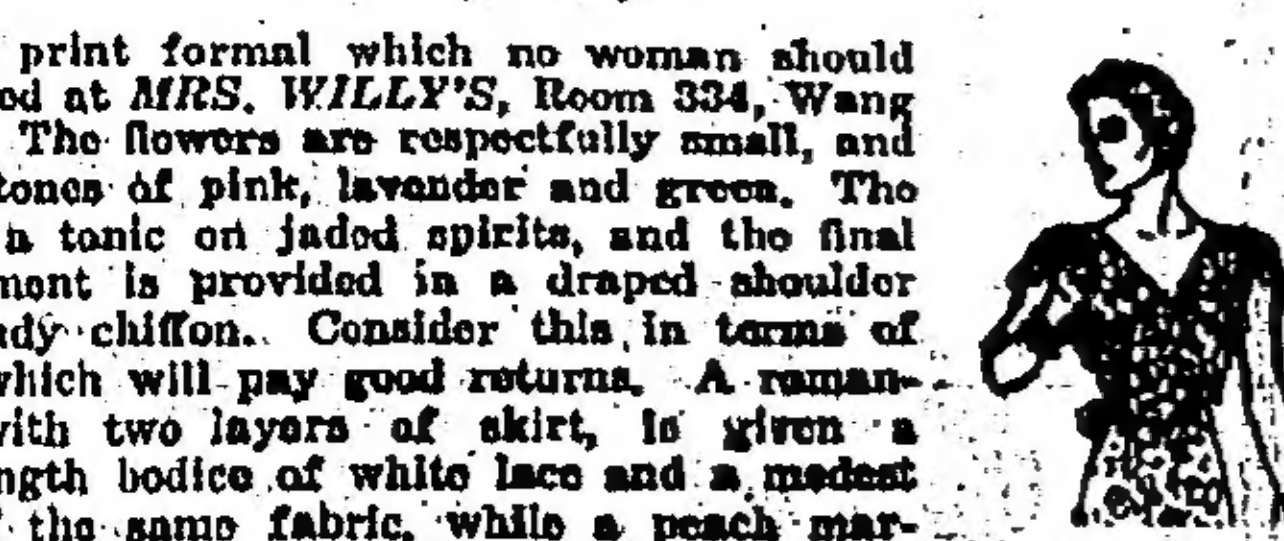 print formal which no woman should
od at MRS. WILLY'S, Room 334, Wang
The flowers are respectfully small, and
tones of pink, lavender and green. The
a tonic on jaded spirits, and the final
ment is provided in a draped shoulder
dy chiffon. Consider this in terms of
which will pay good returns. A roman-
with two layers of skirt, is given a
ngth bodice of white lace and a modest
the same fabric, while a peach mar-